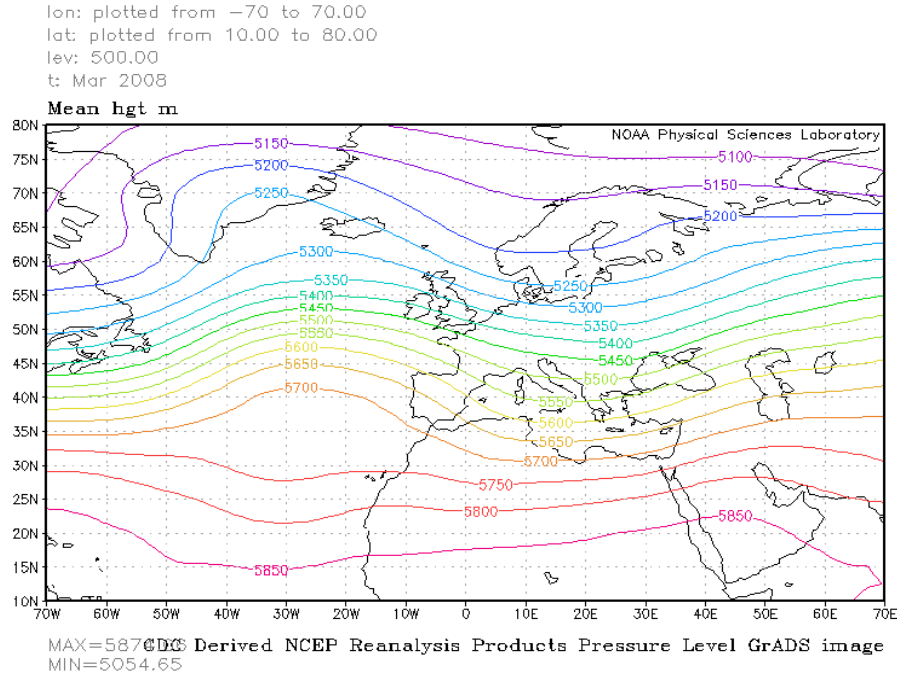 lon: plotted from −70 to 70.00
lat: plotted from 10.00 to 80.00
lev: 500.00
t: Mar 2008
Mean hgt m
NOAA Physical Sciences Laboratory
80N
75N
70N
65N
60N
55N
50N
45N
40N
35N
30N
25N
20N
15N
10N
5150
5100
5200
5150
5250
5200
5300
5350
5250
5400
5300
5450
5350
5500
5400
5550
5450
5600
5500
5650
5550
5700
5600
5650
5700
5750
5800
5850
5850
70W 60W 50W 40W 30W 20W 10W 0 10E 20E 30E 40E 50E 60E 70E
Derived NCEP Reanalysis Products Pressure Level GrADS image
MIN=5054.65